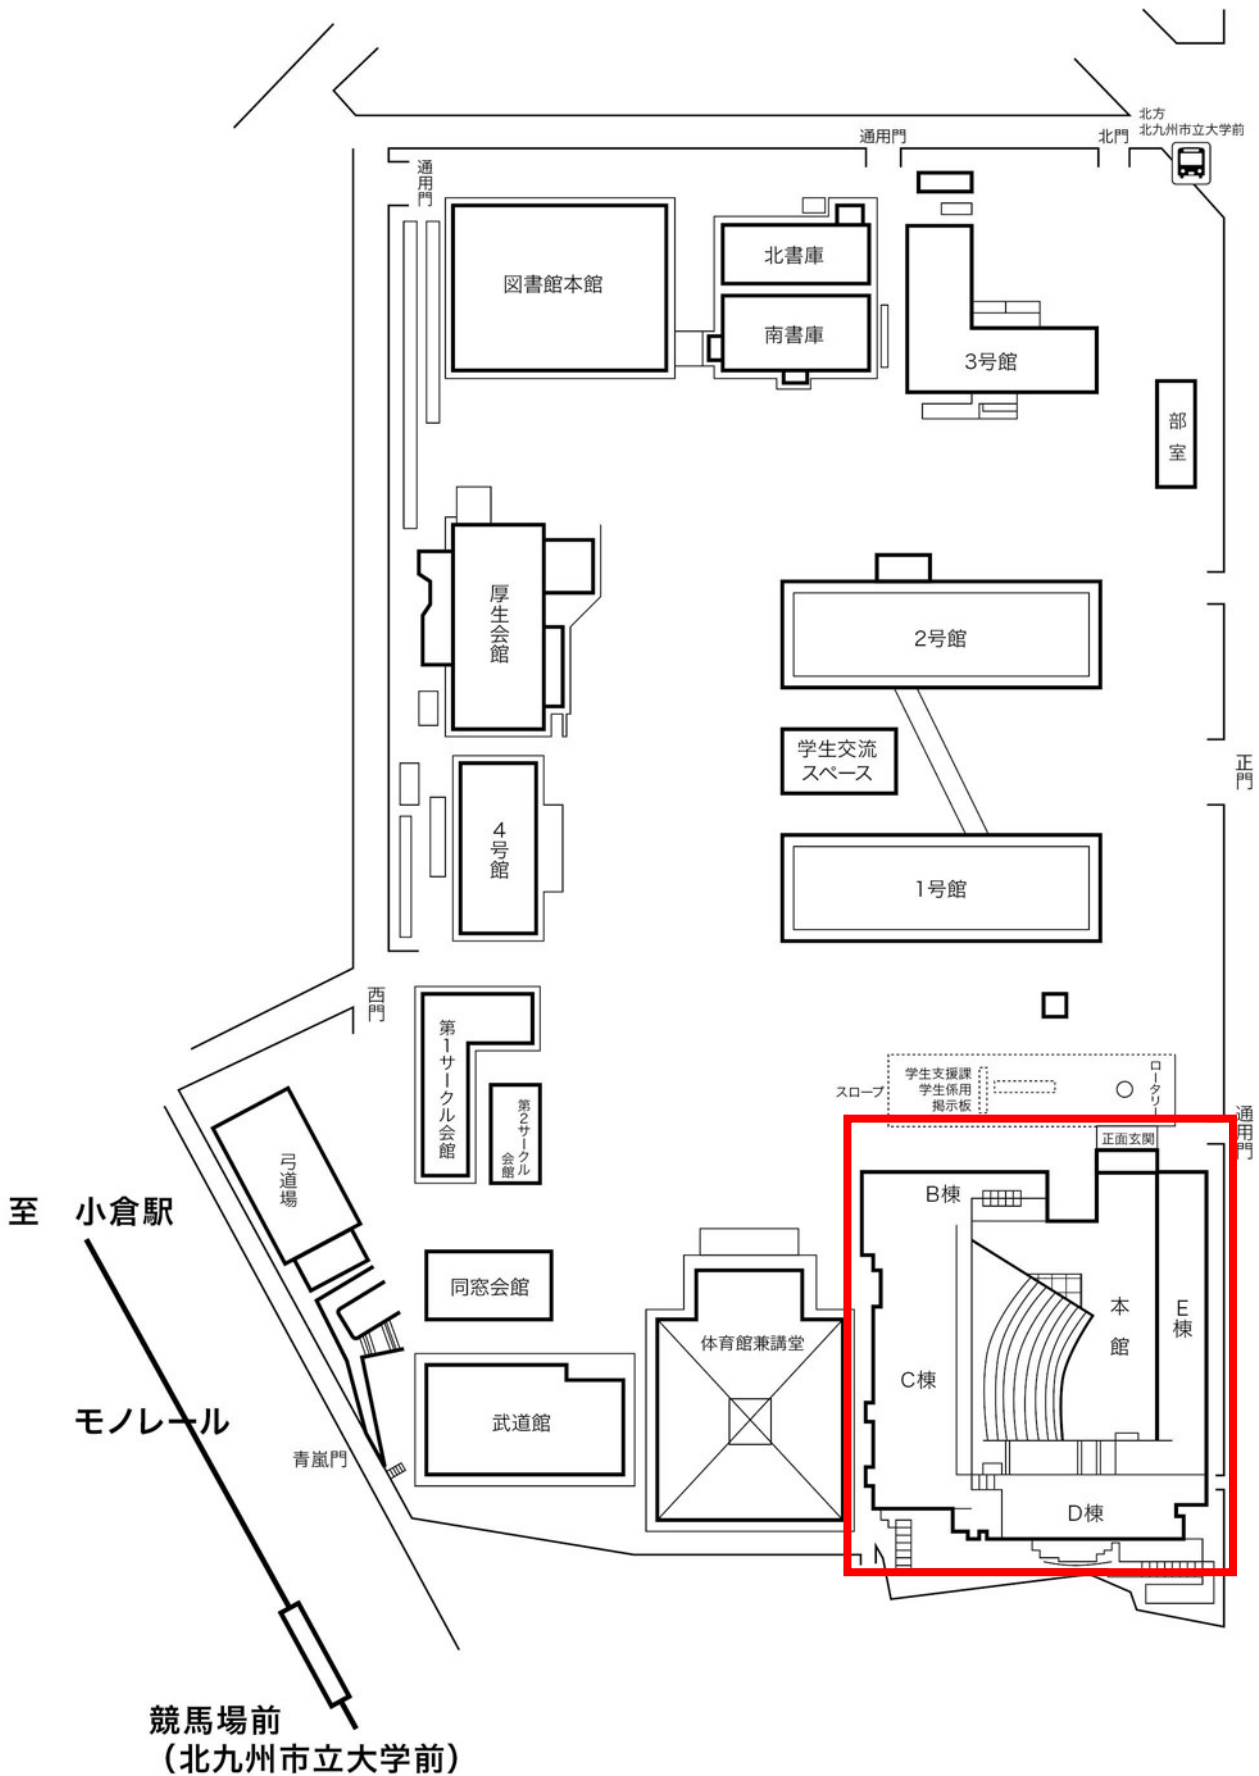 北方
北九州市立大学前
通用門
北門
通用門
図書館本館
北書庫
南書庫
3号館
部室
厚生会館
2号館
学生交流
スペース
正門
4号館
1号館
西門
第1サークル会館
第2サークル
会館
スロープ
学生支援課
学生係用
掲示板
ロータリー
通用門
正面玄関
弓道場
B棟
至 小倉駅
同窓会館
体育館兼講堂
本館
E棟
C棟
武道館
モノレール
青嵐門
D棟
競馬場前
（北九州市立大学前）